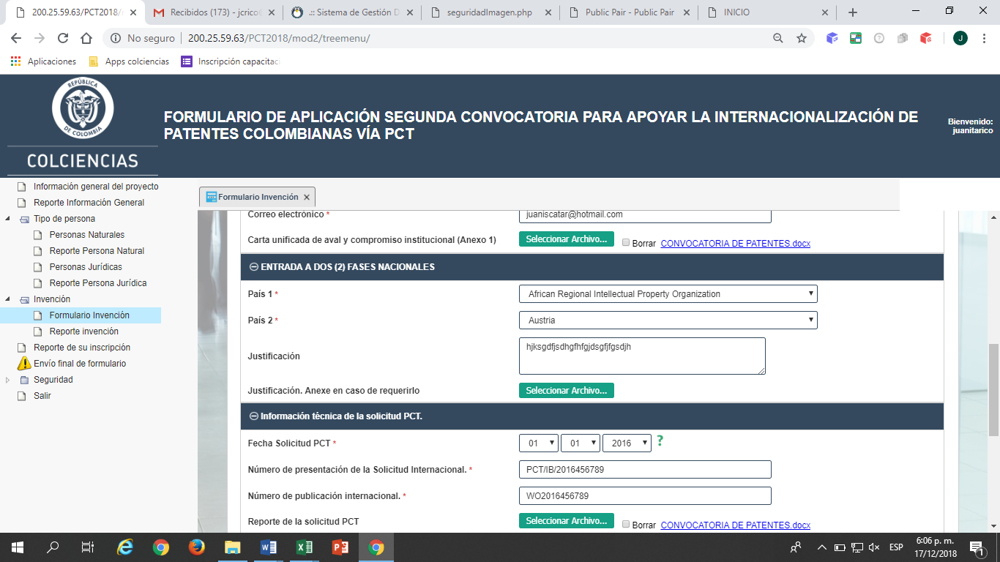 200.25.59.63/PCT2018/
Recibidos (173) - jcrico
.:: Sistema de Gestión D
seguridadImagen.php
Public Pair - Public Pair
INICIO
No seguro
200.25.59.63/PCT2018/mod2/treemenu/
J
Aplicaciones
Apps colciencias
Inscripción capacitaci
REPÚBLICA
DE COLOMBIA
COLCIENCIAS
FORMULARIO DE APLICACIÓN SEGUNDA CONVOCATORIA PARA APOYAR LA INTERNACIONALIZACIÓN DE
PATENTES COLOMBIANAS VÍA PCT
Bienvenido:
juanitarico
Información general del proyecto
Reporte Información General
Tipo de persona
Personas Naturales
Reporte Persona Natural
Personas Jurídicas
Reporte Persona Jurídica
Invención
Formulario Invención
Reporte invención
Reporte de su inscripción
Envío final de formulario
Seguridad
Salir
Formulario Invención
Correo electrónico *
juaniscatar@hotmail.com
Carta unificada de aval y compromiso institucional (Anexo 1)
Seleccionar Archivo...
Borrar CONVOCATORIA DE PATENTES.docx
ENTRADA A DOS (2) FASES NACIONALES
País 1 *
African Regional Intellectual Property Organization
País 2 *
Austria
Justificación
hjksgdfjsdhgfhfgjdsgfjfgsdjh
Justificación. Anexe en caso de requerirlo
Seleccionar Archivo...
Información técnica de la solicitud PCT.
Fecha Solicitud PCT *
01 01 2016 ?
Número de presentación de la Solicitud Internacional. *
PCT/IB/2016456789
Número de publicación internacional. *
WO2016456789
Reporte de la solicitud PCT
Seleccionar Archivo...
Borrar CONVOCATORIA DE PATENTES.docx
ESP
6:06 p. m.
17/12/2018
1